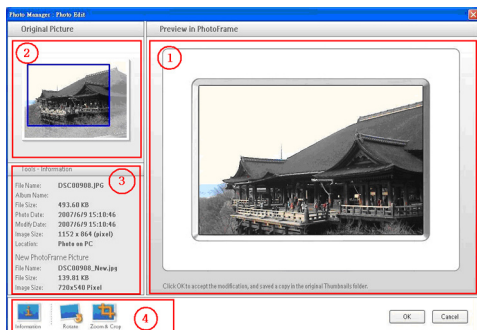 Photo Manager : Photo Edit
Original Picture
Preview in PhotoFrame
2
1
Tools - Information
3
File Name: DSC00908.JPG
Album Name:
File Size: 493.60 KB
Photo Date: 2007/6/9 15:10:46
Modify Date: 2007/6/9 15:10:46
Image Size: 1152 x 864 (pixel)
Location: Photo on PC
New PhotoFrame Picture
File Name: DSC00908_New.jpg
File Size: 139.81 KB
Image Size: 720x540 Pixel
Click OK to accept the modification, and saved a copy in the original Thumbnails folder.
Information
Rotate
Zoom & Crop
4
OK
Cancel